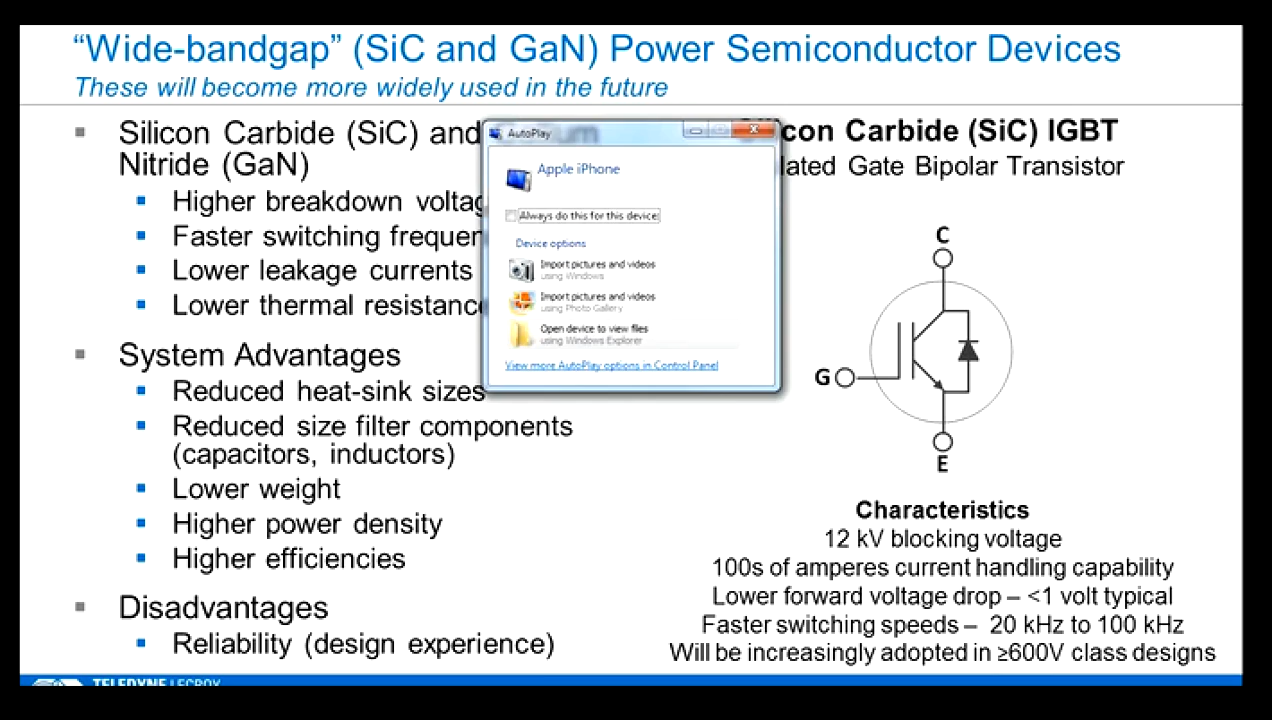 “Wide-bandgap” (SiC and GaN) Power Semiconductor Devices
These will become more widely used in the future
Silicon Carbide (SiC) and
Nitride (GaN)
Higher breakdown
Faster switching
Lower leakage currents
Lower thermal
System Advantages
Reduced heat-sink sizes
Reduced size filter components
(capacitors, inductors)
Lower weight
Higher power density
Higher efficiencies
Disadvantages
Reliability (design experience)
AutoPlay
Apple iPhone
Always do this for this device:
Device options
Import pictures and videos
using Windows
Import pictures and videos
using Photo Gallery
Open device to view files
using Windows Explorer
View more AutoPlay options in Control Panel
Carbide (SiC) IGBT
Gate Bipolar Transistor
C
G
E
Characteristics
12 kV blocking voltage
100s of amperes current handling capability
Lower forward voltage drop – <1 volt typical
Faster switching speeds – 20 kHz to 100 kHz
Will be increasingly adopted in ≥600V class designs
TELEDYNE LECROY